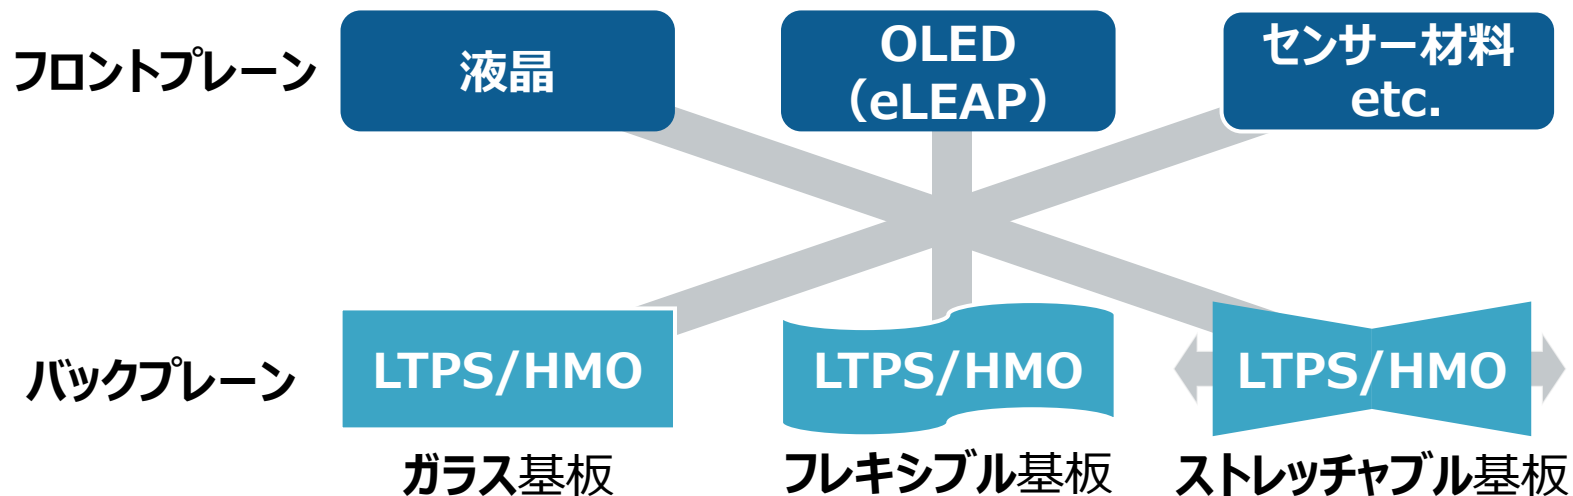 フロントプレーン
液晶
OLED
（eLEAP）
センサー材料
etc.
バックプレーン
LTPS/HMO
LTPS/HMO
LTPS/HMO
ガラス基板
フレキシブル基板
ストレッチャブル基板